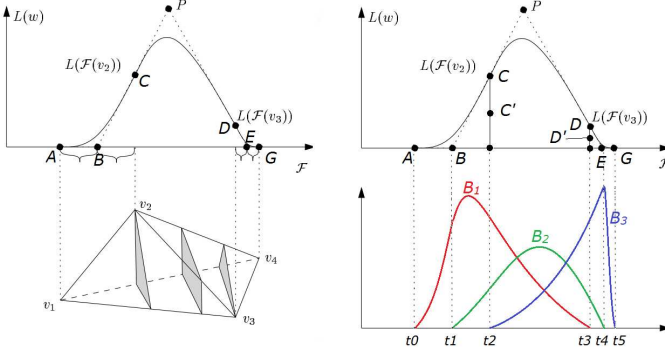 L(w)
P
L(F(v₂))
C
L(F(v₃))
D
A
B
E
G
F
v₂
v₁
v₄
v₃
L(w)
P
L(F(v₂))
C
C'
L(F(v₃))
D
D'
A
B
E
G
F
B₁
B₂
B₃
t0
t1
t2
t3
t4
t5